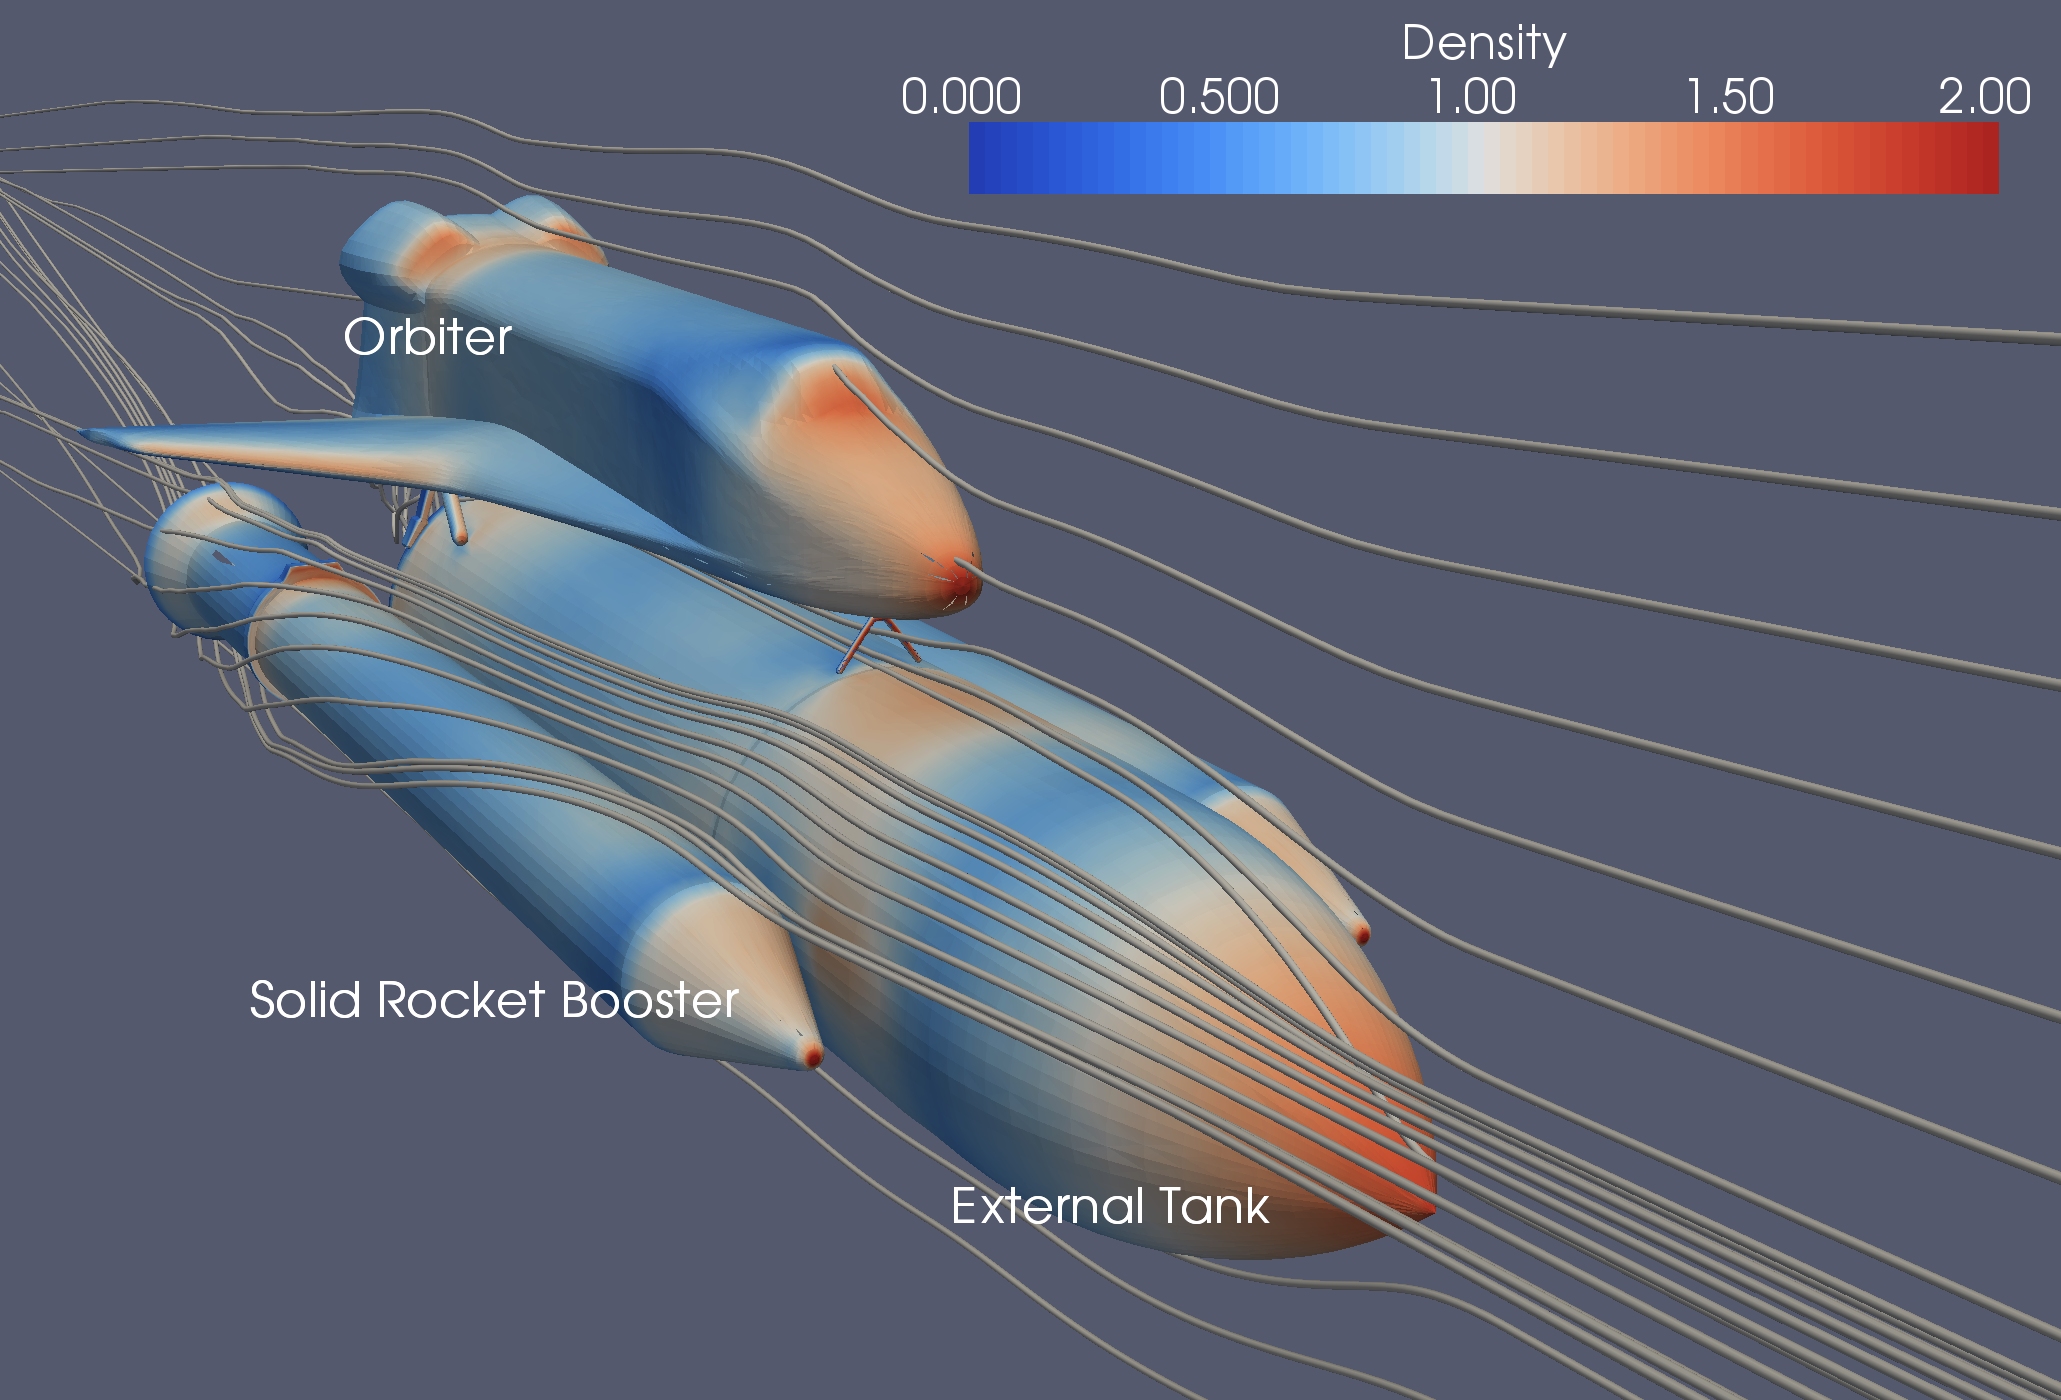 Density
0.000 0.500 1.00 1.50 2.00
Orbiter
Solid Rocket Booster
External Tank